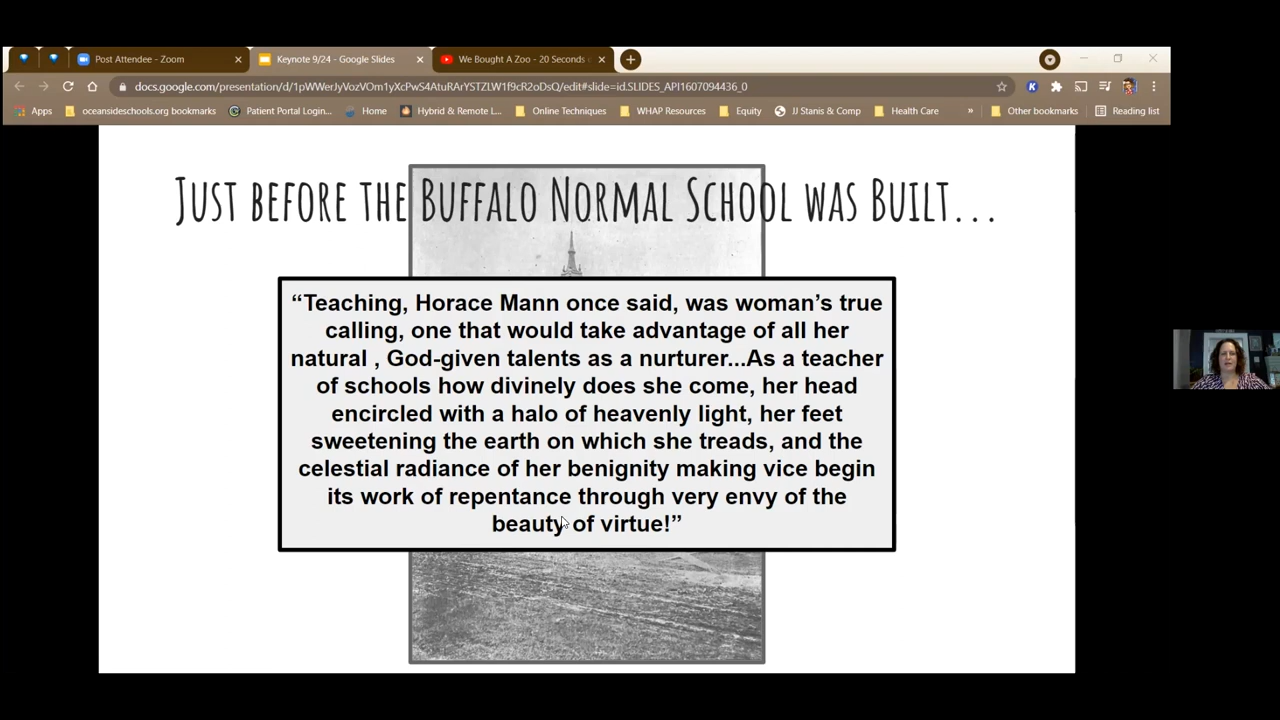 Post Attendee - Zoom
Keynote 9/24 - Google Slides
We Bought A Zoo - 20 Seconds
docs.google.com/presentation/d/1pWWerJyVozVOm1yXcPwS4AtuRArYSTZLW1f9cR2oDsQ/edit#slide=id.SLIDES_API1607094436_0
Apps
oceansideschools.org bookmarks
Patient Portal Login...
Home
Hybrid & Remote L...
Online Techniques
WHAP Resources
Equity
JJ Stanis & Comp
Health Care
»
Other bookmarks
Reading list
Just before the Buffalo Normal School was Built...
“Teaching, Horace Mann once said, was woman’s true
calling, one that would take advantage of all her
natural , God-given talents as a nurturer...As a teacher
of schools how divinely does she come, her head
encircled with a halo of heavenly light, her feet
sweetening the earth on which she treads, and the
celestial radiance of her benignity making vice begin
its work of repentance through very envy of the
beauty of virtue!”